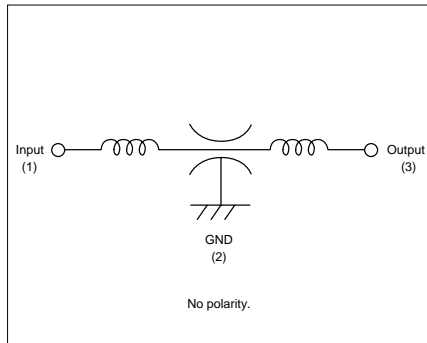 Input
(1)
Output
(3)
GND
(2)
No polarity.